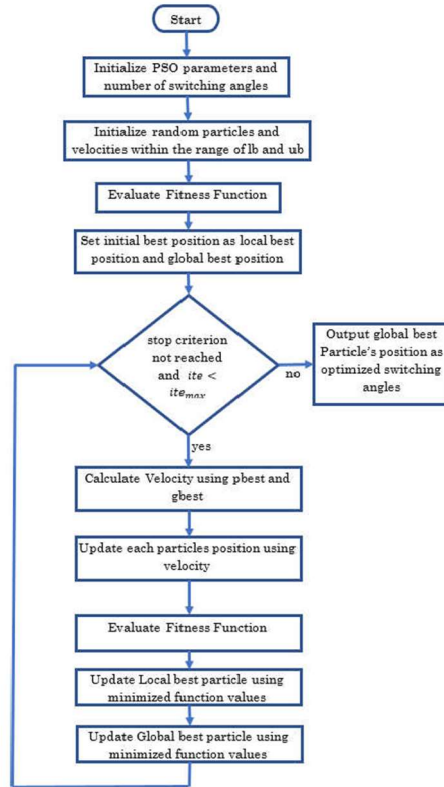 Start
Initialize PSO parameters and
number of switching angles
Initialize random particles and
velocities within the range of lb and ub
Evaluate Fitness Function
Set initial best position as local best
position and global best position
stop criterion
not reached
and ite <
ite_max
no
Output global best
Particle's position as
optimized switching
angles
yes
Calculate Velocity using pbest and
gbest
Update each particles position using
velocity
Evaluate Fitness Function
Update Local best particle using
minimized function values
Update Global best particle using
minimized function values